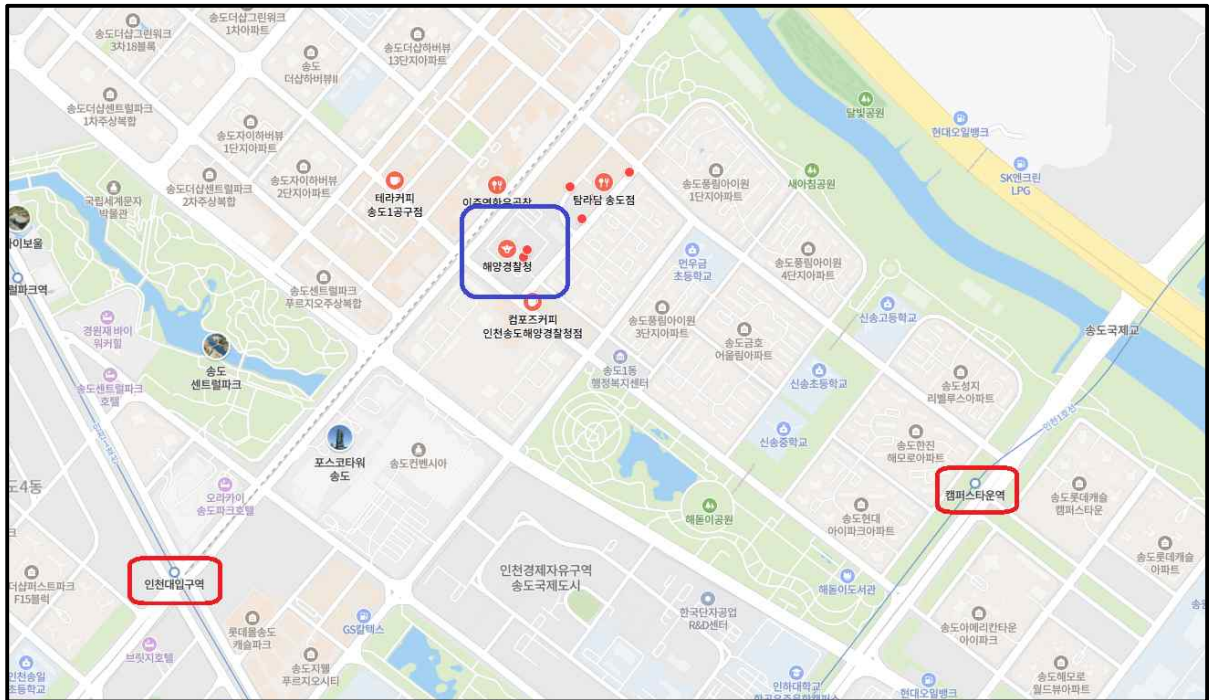 송도더샵그린워크
3차18블록
송도더샵그린워크
1차아파트
송도
더샵하버뷰II
송도더샵하버뷰
13단지아파트
송도더샵센트럴파크
1차주상복합
송도자이하버뷰
1단지아파트
송도더샵센트럴파크
2차주상복합
송도자이하버뷰
2단지아파트
국립세계문자
박물관
테라커피
송도1공구점
탐라담 송도점
송도풍림아이원
1단지아파트
달빛공원
새아침공원
현대오일뱅크
SK엔크린
LPG
해양경찰청
컴포즈커피
인천송도해양경찰청점
먼우금
초등학교
송도풍림아이원
4단지아파트
송도풍림아이원
3단지아파트
송도금호
어울림아파트
신송고등학교
송도국제교
송도센트럴파크
푸르지오주상복합
경원재 바이
워커힐
송도
센트럴파크
송도센트럴파크
호텔
송도1동
행정복지센터
신송초등학교
송도성지
리벨루스아파트
인천1호선
신송중학교
송도한진
해모로아파트
포스코타워
송도
송도컨벤시아
오라카이
송도파크호텔
해돋이공원
송도현대
아이파크아파트
캠퍼스타운역
송도롯데캐슬
캠퍼스타운
송도롯데캐슬
아파트
도4동
인천대입구역
더샵퍼스트파크
F15블럭
인천경제자유구역
송도국제도시
해돋이도서관
한국단자공업
R&D센터
롯데몰송도
캐슬파크
GS칼텍스
브릿지호텔
송도지웰
푸르지오시티
송도아메리칸타운
아이파크
송도해모로
월드뷰아파트
인천송일
초등학교
인하대학교
현대오일뱅크